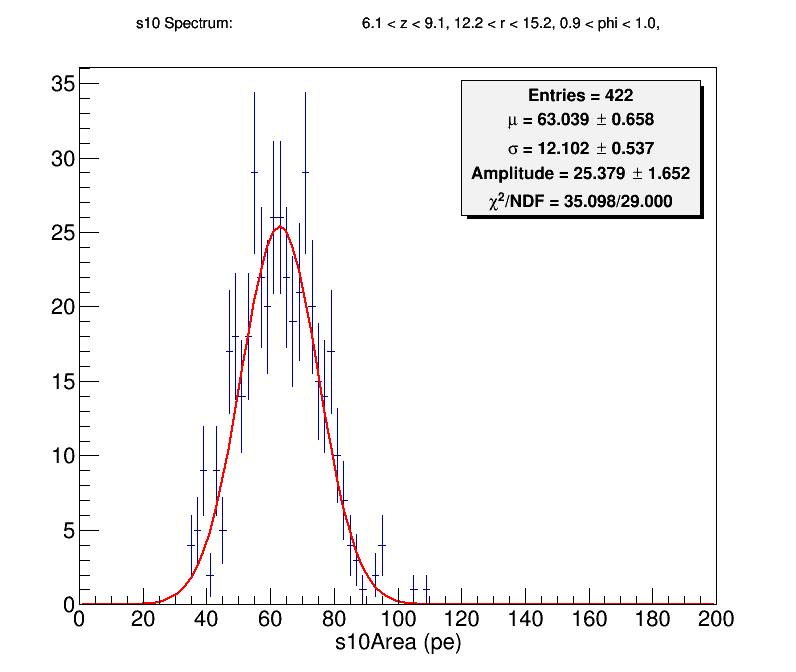 s10 Spectrum: 6.1 < z < 9.1, 12.2 < r < 15.2, 0.9 < phi < 1.0,
Entries = 422
μ = 63.039 ± 0.658
σ = 12.102 ± 0.537
Amplitude = 25.379 ± 1.652
χ²/NDF = 35.098/29.000
35
30
25
20
15
10
5
0
0 20 40 60 80 100 120 140 160 180 200
s10Area (pe)